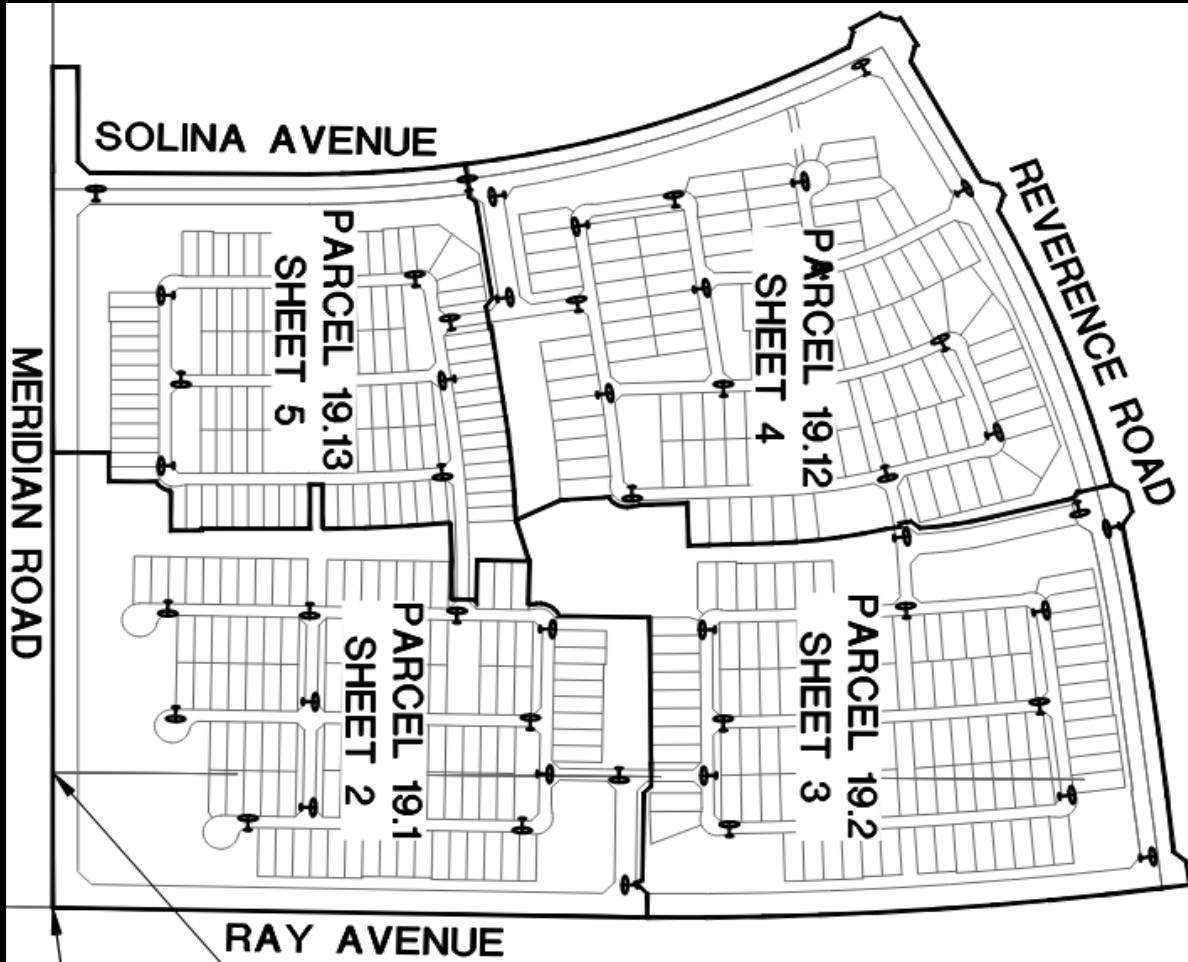 SOLINA AVENUE
REVERENCE ROAD
PARCEL 19.13
SHEET 5
PARCEL 19.12
SHEET 4
MERIDIAN ROAD
PARCEL 19.1
SHEET 2
PARCEL 19.2
SHEET 3
RAY AVENUE